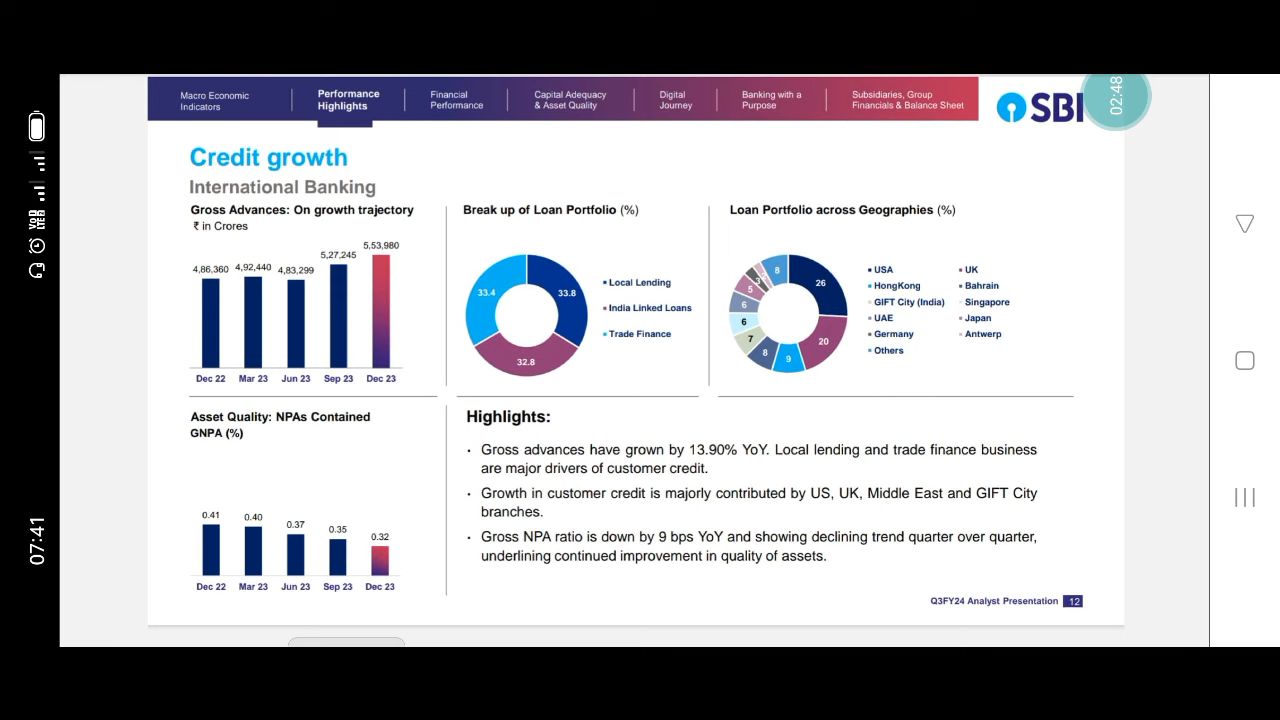 Macro Economic
Indicators
Performance
Highlights
Financial
Performance
Capital Adequacy
& Asset Quality
Digital
Journey
Banking with a
Purpose
Subsidiaries, Group
Financials & Balance Sheet
SBI
02:48
07:41
Credit growth
International Banking
Gross Advances: On growth trajectory
₹ in Crores
4,86,360
4,92,440
4,83,299
5,27,245
5,53,980
Dec 22
Mar 23
Jun 23
Sep 23
Dec 23
Break up of Loan Portfolio (%)
33.4
33.8
32.8
Local Lending
India Linked Loans
Trade Finance
Loan Portfolio across Geographies (%)
26
20
9
8
7
6
6
5
3
8
USA
UK
HongKong
Bahrain
GIFT City (India)
Singapore
UAE
Japan
Germany
Antwerp
Others
Asset Quality: NPAs Contained
GNPA (%)
0.41
0.40
0.37
0.35
0.32
Dec 22
Mar 23
Jun 23
Sep 23
Dec 23
Highlights:
• Gross advances have grown by 13.90% YoY. Local lending and trade finance business
are major drivers of customer credit.
• Growth in customer credit is majorly contributed by US, UK, Middle East and GIFT City
branches.
• Gross NPA ratio is down by 9 bps YoY and showing declining trend quarter over quarter,
underlining continued improvement in quality of assets.
Q3FY24 Analyst Presentation 12